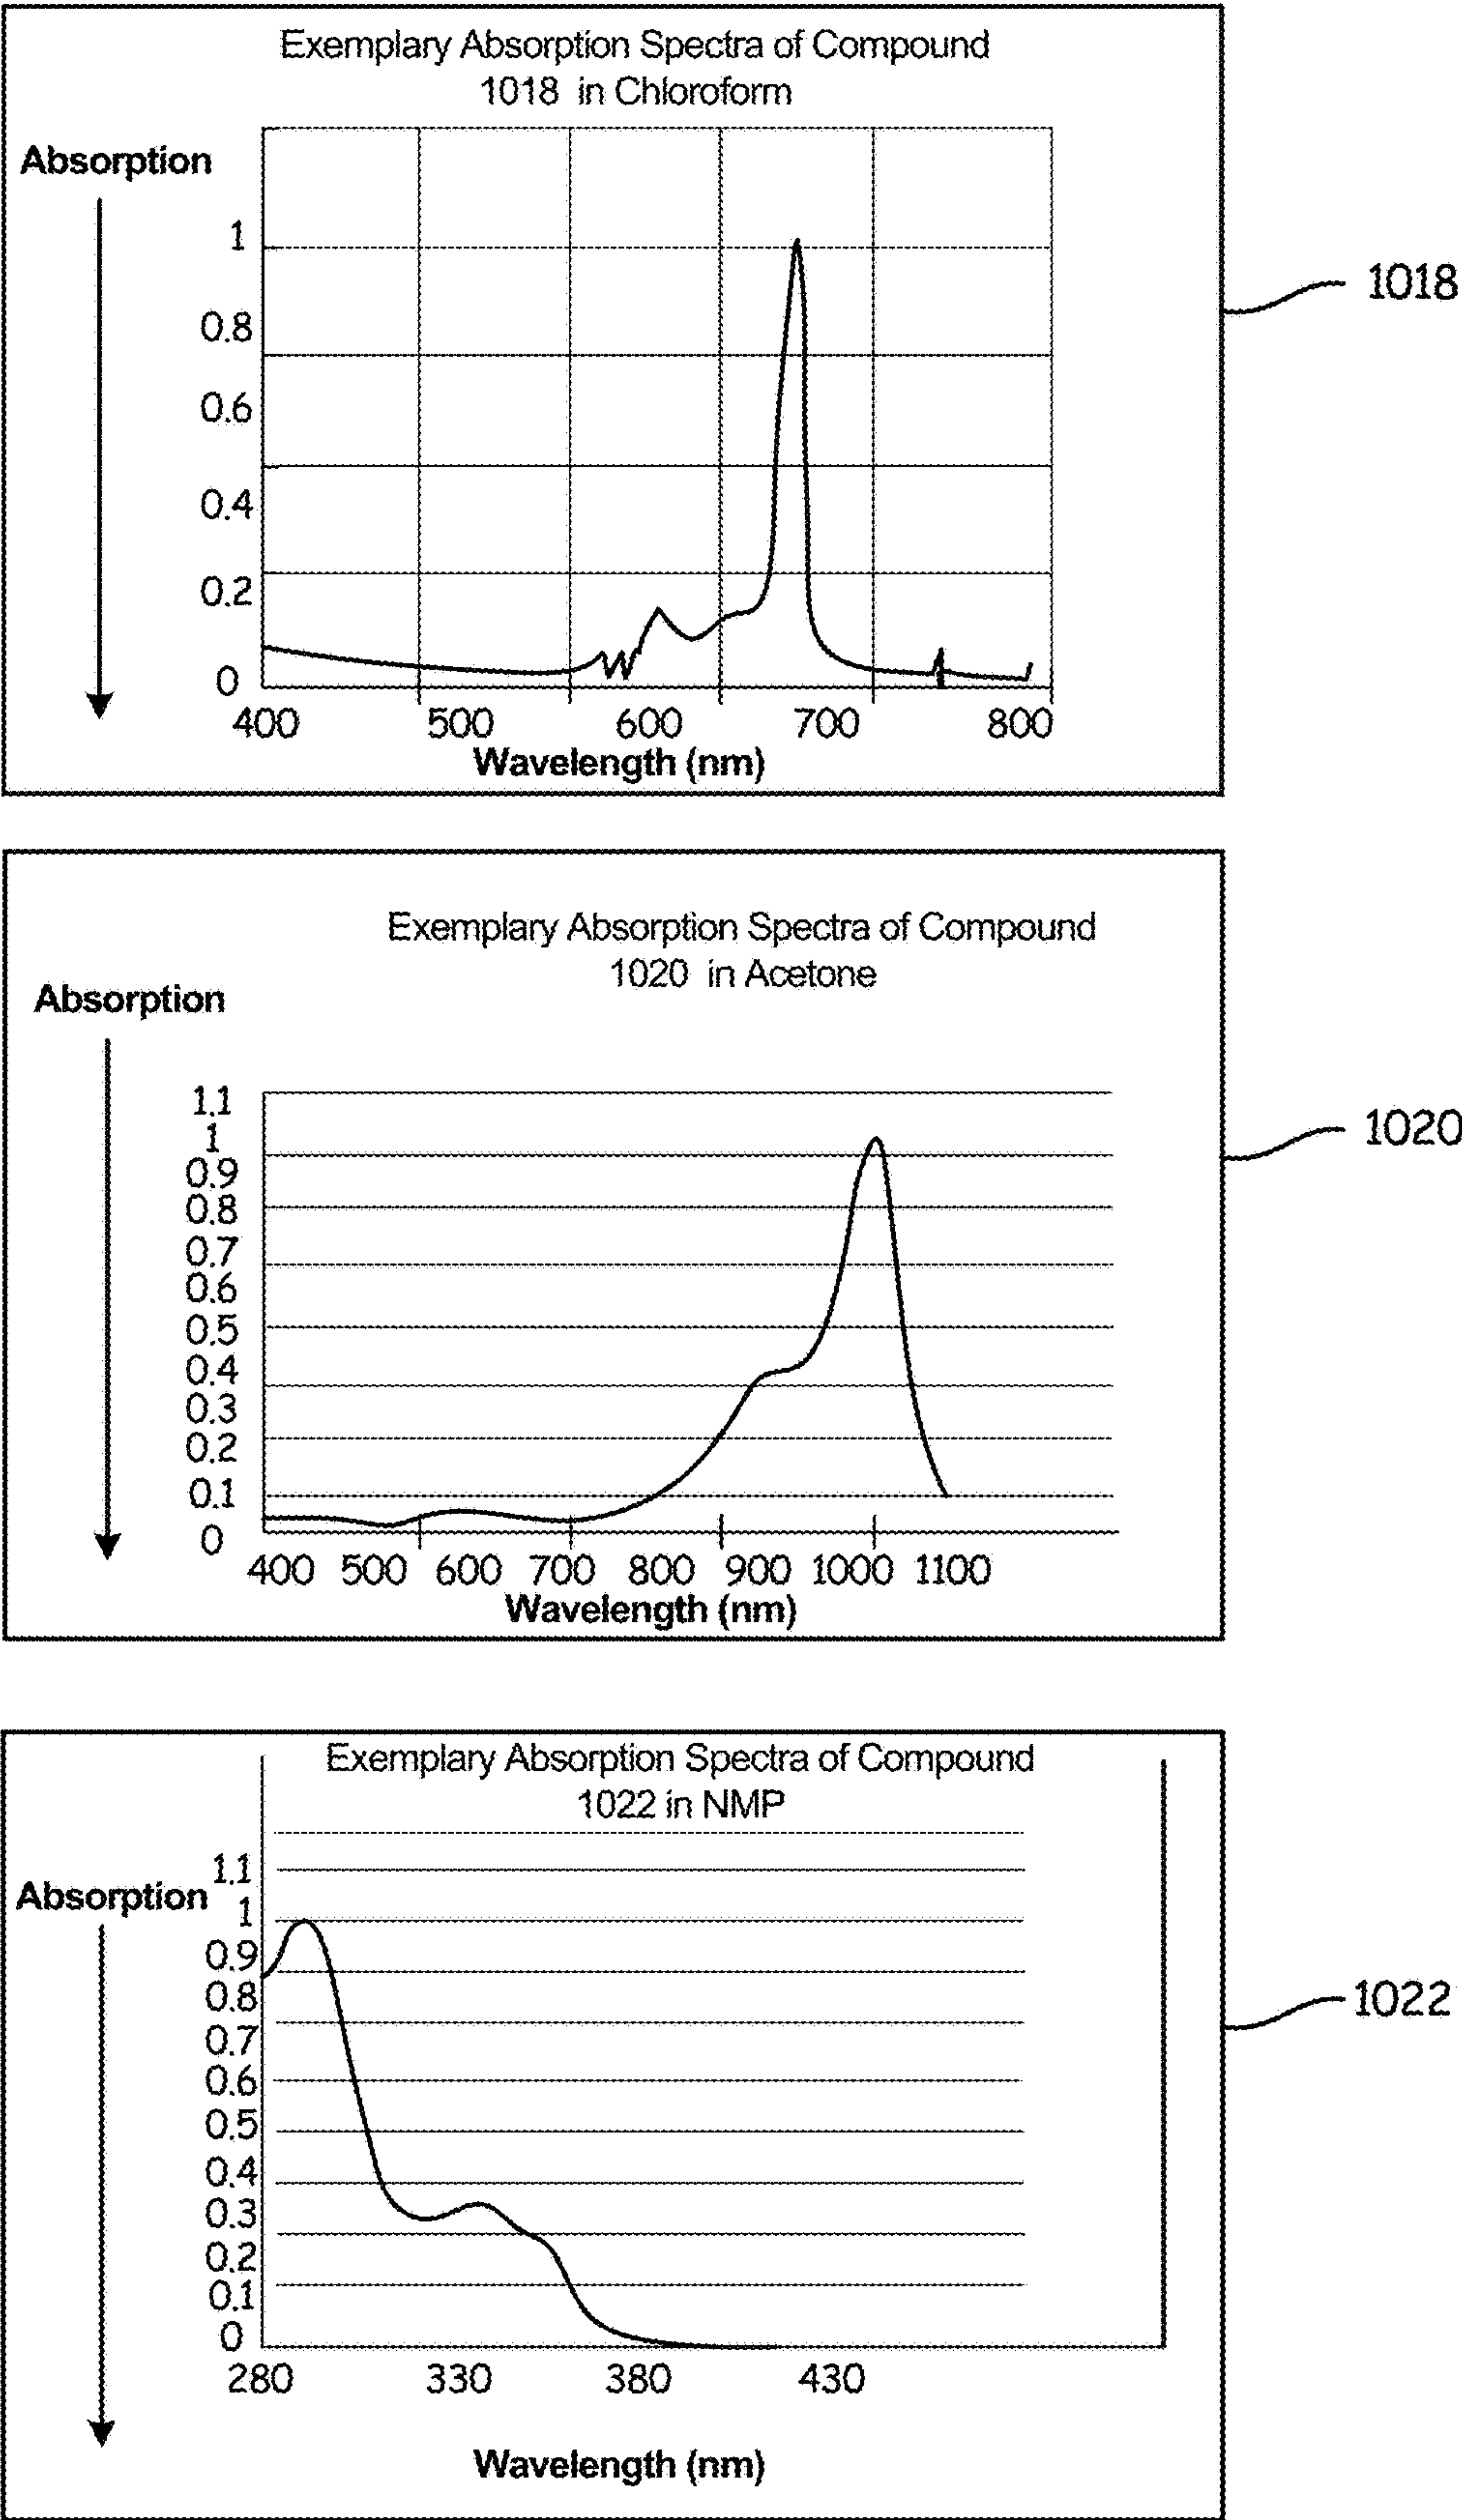 Exemplary Absorption Spectra of Compound
1018 in Chloroform
Absorption
1
0.8
0.6
0.4
0.2
0
400 500 600 700 800
Wavelength (nm)
1018
Exemplary Absorption Spectra of Compound
1020 in Acetone
Absorption
1.1
1
0.9
0.8
0.7
0.6
0.5
0.4
0.3
0.2
0.1
0
400 500 600 700 800 900 1000 1100
Wavelength (nm)
1020
Exemplary Absorption Spectra of Compound
1022 in NMP
Absorption
1.1
1
0.9
0.8
0.7
0.6
0.5
0.4
0.3
0.2
0.1
0
280 330 380 430
Wavelength (nm)
1022